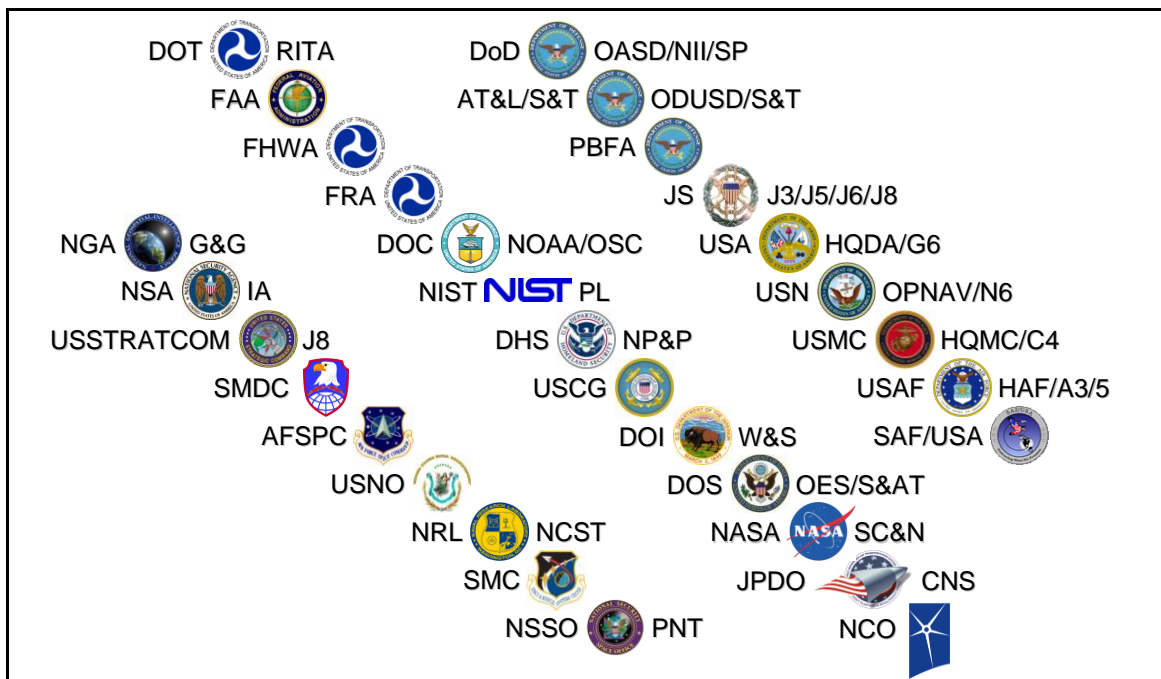 DOT RITA
DoD OASD/NII/SP
FAA
AT&L/S&T ODUSD/S&T
FHWA
PBFA
FRA
JS J3/J5/J6/J8
NGA G&G
DOC NOAA/OSC
USA HQDA/G6
NSA IA
NIST NIST PL
USN OPNAV/N6
USSTRATCOM J8
DHS NP&P
USMC HQMC/C4
SMDC
USCG
USAF HAF/A3/5
AFSPC
DOI W&S
SAF/USA
USNO
DOS OES/S&AT
NRL NCST
NASA NASA SC&N
SMC
JPDO CNS
NSSO PNT
NCO